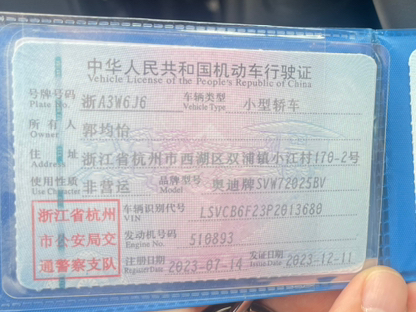 中华人民共和国机动车行驶证
Vehicle License of the People's Republic of China
号牌号码 Plate No. 浙A3W6J6 车辆类型 Vehicle Type 小型轿车
所有人 Owner 郭均怡
住址 Address 浙江省杭州市西湖区双浦镇小江村170-2号
使用性质 Use Character 非营运 品牌型号 Model 奥迪牌SVW72025BV
浙江省杭州市公安局交通警察支队
车辆识别代号 VIN LSVCB6F23P2013680
发动机号码 Engine No. 510893
注册日期 Register Date 2023-07-14 发证日期 Issue Date 2023-12-11